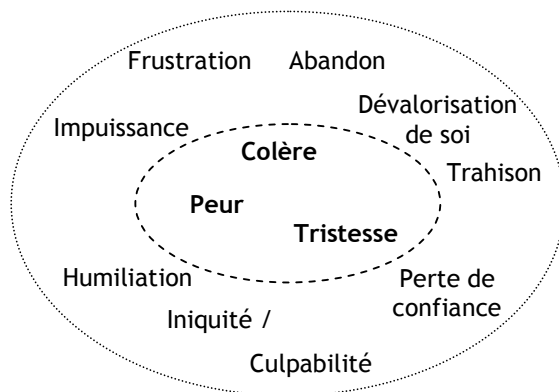 Frustration Abandon
Dévalorisation
de soi
Impuissance
Colère
Trahison
Peur
Tristesse
Humiliation
Perte de
confiance
Iniquité /
Culpabilité